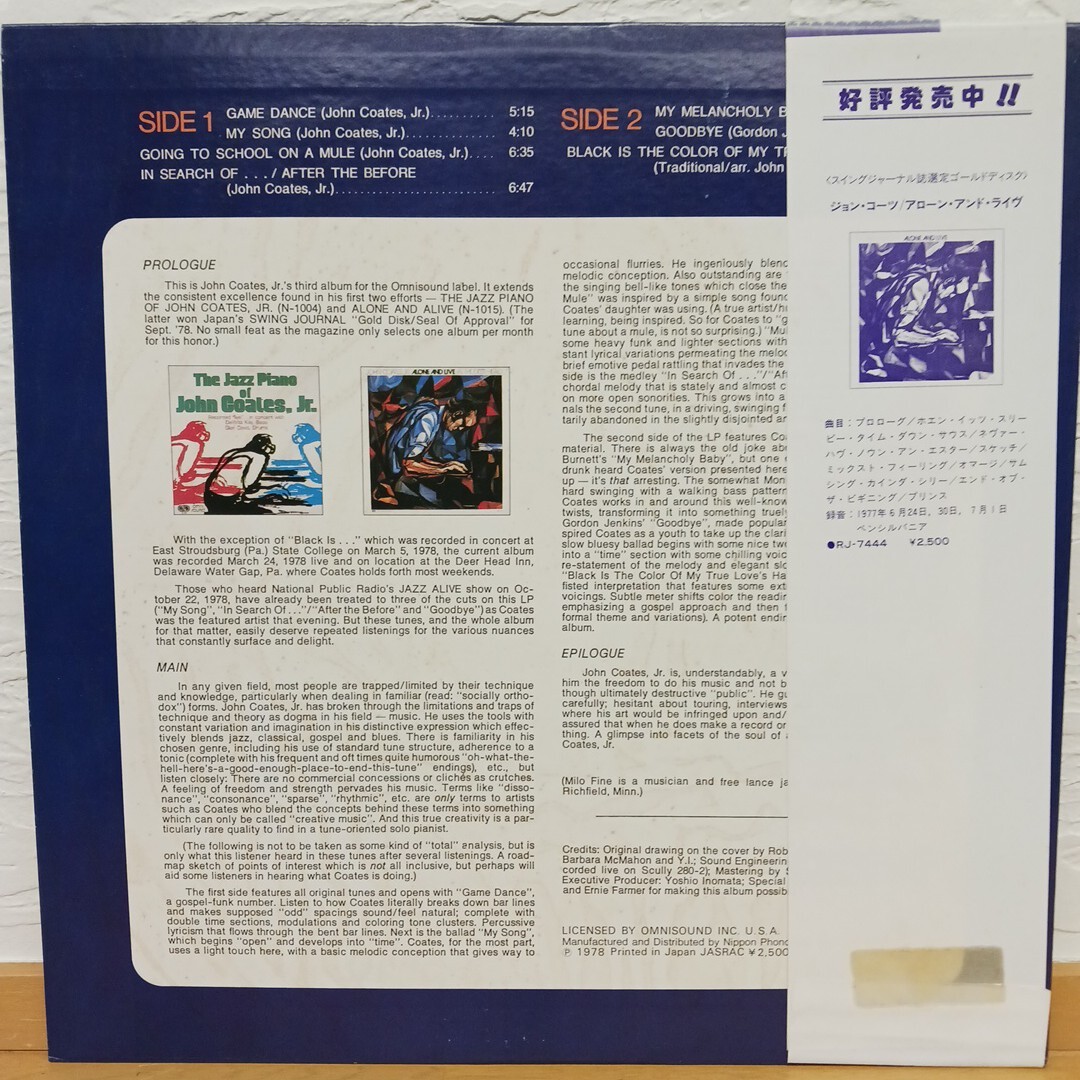 SIDE 1
GAME DANCE (John Coates, Jr.).......... 5:15
MY SONG (John Coates, Jr.).............. 4:10
GOING TO SCHOOL ON A MULE (John Coates, Jr.).... 6:35
IN SEARCH OF . . . / AFTER THE BEFORE
(John Coates, Jr.)............................... 6:47
SIDE 2
MY MELANCHOLY B
GOODBYE (Gordon J
BLACK IS THE COLOR OF MY TR
(Traditional/arr. John
PROLOGUE
This is John Coates, Jr.'s third album for the Omnisound label. It extends
the consistent excellence found in his first two efforts — THE JAZZ PIANO
OF JOHN COATES, JR. (N-1004) and ALONE AND ALIVE (N-1015). (The
latter won Japan's SWING JOURNAL "Gold Disk/Seal Of Approval" for
Sept. '78. No small feat as the magazine only selects one album per month
for this honor.)
The Jazz Piano
of
John Coates, Jr.
ALONE AND LIVE
With the exception of "Black Is . . ." which was recorded in concert at
East Stroudsburg (Pa.) State College on March 5, 1978, the current album
was recorded March 24, 1978 live and on location at the Deer Head Inn,
Delaware Water Gap, Pa. where Coates holds forth most weekends.
Those who heard National Public Radio's JAZZ ALIVE show on Oc-
tober 22, 1978, have already been treated to three of the cuts on this LP
("My Song", "In Search Of . . ."/"After the Before" and "Goodbye") as Coates
was the featured artist that evening. But these tunes, and the whole album
for that matter, easily deserve repeated listenings for the various nuances
that constantly surface and delight.
MAIN
In any given field, most people are trapped/limited by their technique
and knowledge, particularly when dealing in familiar (read: "socially ortho-
dox") forms. John Coates, Jr. has broken through the limitations and traps of
technique and theory as dogma in his field — music. He uses the tools with
constant variation and imagination in his distinctive expression which effec-
tively blends jazz, classical, gospel and blues. There is familiarity in his
chosen genre, including his use of standard tune structure, adherence to a
tonic (complete with his frequent and oft times quite humorous "oh-what-the-
hell-here's-a-good-enough-place-to-end-this-tune" endings), etc., but
listen closely: There are no commercial concessions or clichés as crutches.
A feeling of freedom and strength pervades his music. Terms like "disso-
nance", "consonance", "sparse", "rhythmic", etc. are only terms to artists
such as Coates who blend the concepts behind these terms into something
which can only be called "creative music". And this true creativity is a par-
ticularly rare quality to find in a tune-oriented solo pianist.
(The following is not to be taken as some kind of "total" analysis, but is
only what this listener heard in these tunes after several listenings. A road-
map sketch of points of interest which is not all inclusive, but perhaps will
aid some listeners in hearing what Coates is doing.)
The first side features all original tunes and opens with "Game Dance",
a gospel-funk number. Listen to how Coates literally breaks down bar lines
and makes supposed "odd" spacings sound/feel natural; complete with
double time sections, modulations and coloring tone clusters. Percussive
lyricism that flows through the bent bar lines. Next is the ballad "My Song",
which begins "open" and develops into "time". Coates, for the most part,
uses a light touch here, with a basic melodic conception that gives way to
occasional flurries. He ingeniously blenc
melodic conception. Also outstanding are
the singing bell-like tones which close the
Mule" was inspired by a simple song found
Coates' daughter was using. (A true artist/h
learning, being inspired. So for Coates to "g
tune about a mule, is not so surprising.) "Mul
some heavy funk and lighter sections with
stant lyrical variations permeating the meloc
brief emotive pedal rattling that invades the
side is the medley "In Search Of . . ."/"Aft
chordal melody that is stately and almost c
on more open sonorities. This grows into a
nals the second tune, in a driving, swinging f
tarily abandoned in the slightly disjointed ar
The second side of the LP features Co
material. There is always the old joke abo
Burnett's "My Melancholy Baby", but one
drunk heard Coates' version presented here
up — it's that arresting. The somewhat Mon
hard swinging with a walking bass pattern
Coates works in and around this well-know
twists, transforming it into something truely
Gordon Jenkins' "Goodbye", made popular
spired Coates as a youth to take up the clari
slow bluesy ballad begins with some nice tw
into a "time" section with some chilling voic
re-statement of the melody and elegant slo
"Black Is The Color Of My True Love's Ha
fisted interpretation that features some ext
voicings. Subtle meter shifts color the readir
emphasizing a gospel approach and then f
formal theme and variations). A potent endir
album.
EPILOGUE
John Coates, Jr. is, understandably, a v
him the freedom to do his music and not b
though ultimately destructive "public". He gu
carefully; hesitant about touring, interviews
where his art would be infringed upon and/
assured that when he does make a record or
thing. A glimpse into facets of the soul of a
Coates, Jr.
(Milo Fine is a musician and free lance ja
Richfield, Minn.)
Credits: Original drawing on the cover by Rob
Barbara McMahon and Y.I.; Sound Engineerin
corded live on Scully 280-2); Mastering by S
Executive Producer: Yoshio Inomata; Special
and Ernie Farmer for making this album possib
LICENSED BY OMNISOUND INC. U.S.A.
Manufactured and Distributed by Nippon Phono
℗ 1978 Printed in Japan JASRAC ¥2,500
好評発売中!!
〈スイングジャーナル誌選定ゴールドディスク〉
ジョン・コーツ/アローン・アンド・ライヴ
ALONE AND LIVE
曲目：プロローグ/ホエン・イッツ・スリー
ピー・タイム・ダウン・サウス/ネヴァー・
ハヴ・ノウン・アン・エスター/スケッチ/
ミックスト・フィーリング/オマージ/サム
シング・カインダ・シリー/エンド・オブ・
ザ・ビギニング/プリンス
録音：1977年6月24日、30日、7月1日
ペンシルバニア
●RJ-7444 ¥2,500